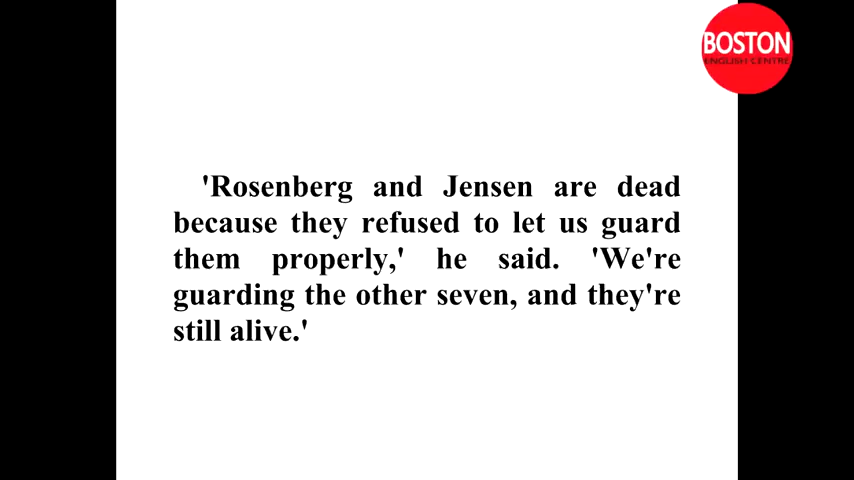 BOSTON
ENGLISH CENTRE
'Rosenberg and Jensen are dead
because they refused to let us guard
them properly,' he said. 'We're
guarding the other seven, and they're
still alive.'